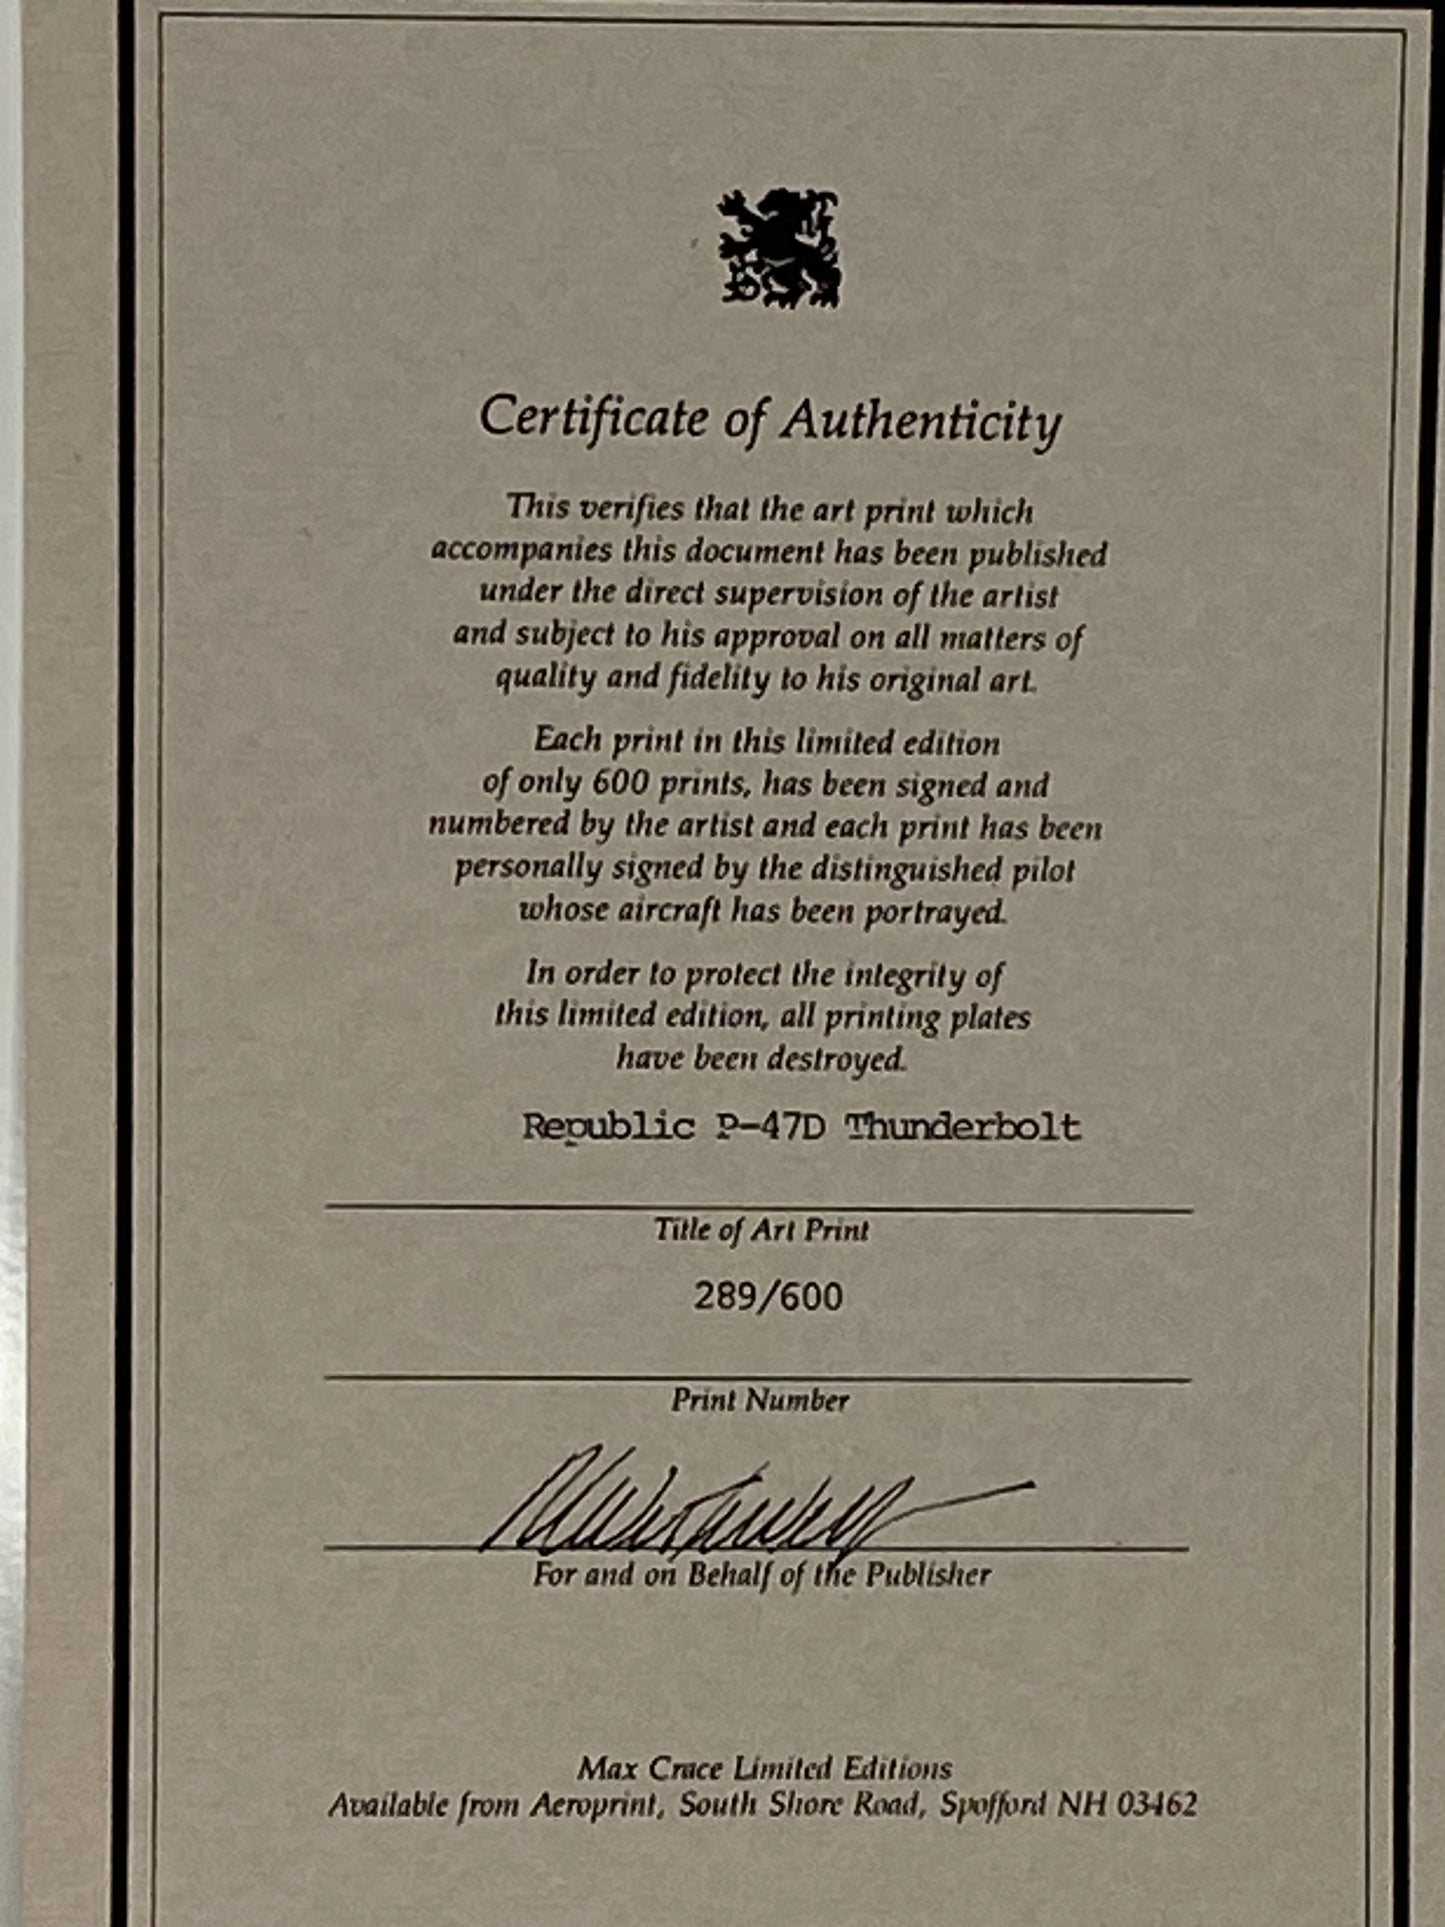 Certificate of Authenticity
This verifies that the art print which
accompanies this document has been published
under the direct supervision of the artist
and subject to his approval on all matters of
quality and fidelity to his original art.
Each print in this limited edition
of only 600 prints, has been signed and
numbered by the artist and each print has been
personally signed by the distinguished pilot
whose aircraft has been portrayed.
In order to protect the integrity of
this limited edition, all printing plates
have been destroyed.
Republic P-47D Thunderbolt
Title of Art Print
289/600
Print Number
For and on Behalf of the Publisher
Max Crace Limited Editions
Available from Aeroprint, South Shore Road, Spofford NH 03462